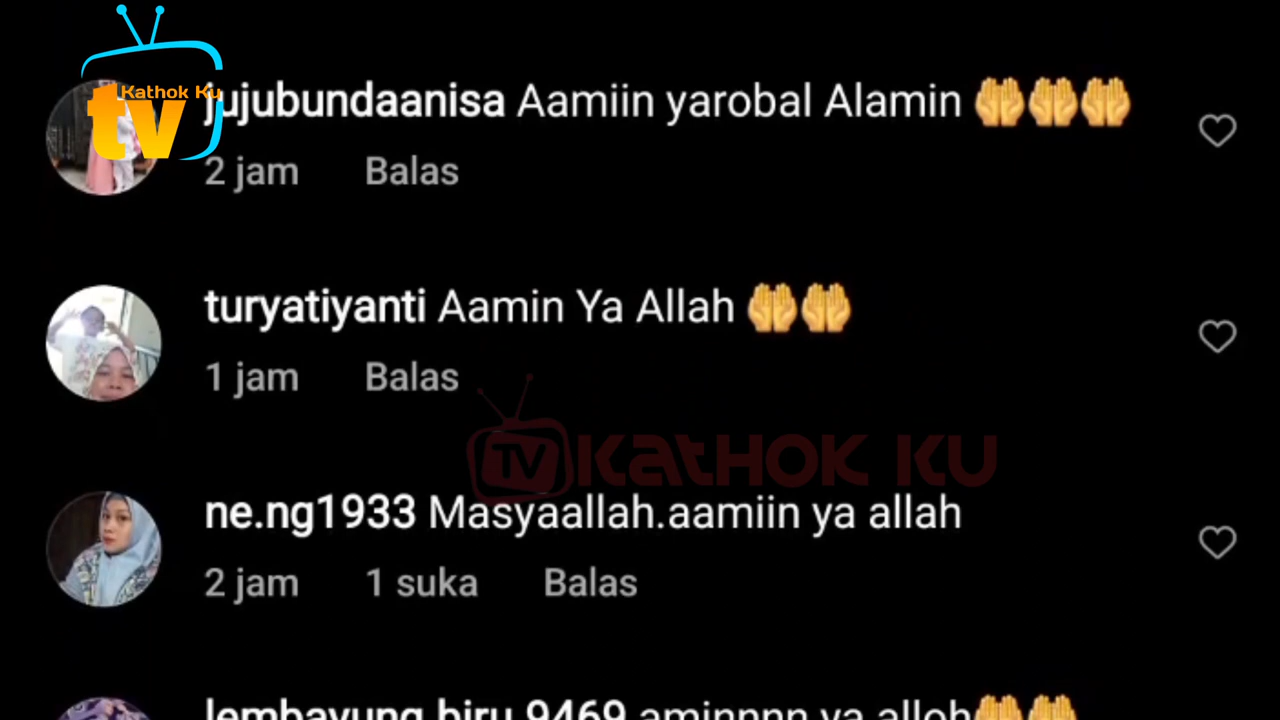 Kathok Ku
tv
jujubundaanisa Aamiin yarobal Alamin 🤲🤲🤲
2 jam Balas
turyatiyanti Aamin Ya Allah 🤲🤲
1 jam Balas
TV KATHOK KU
ne.ng1933 Masyaallah.aamiin ya allah
2 jam 1 suka Balas
lembayung.biru.9469 aminnnn ya alloh🤲🤲